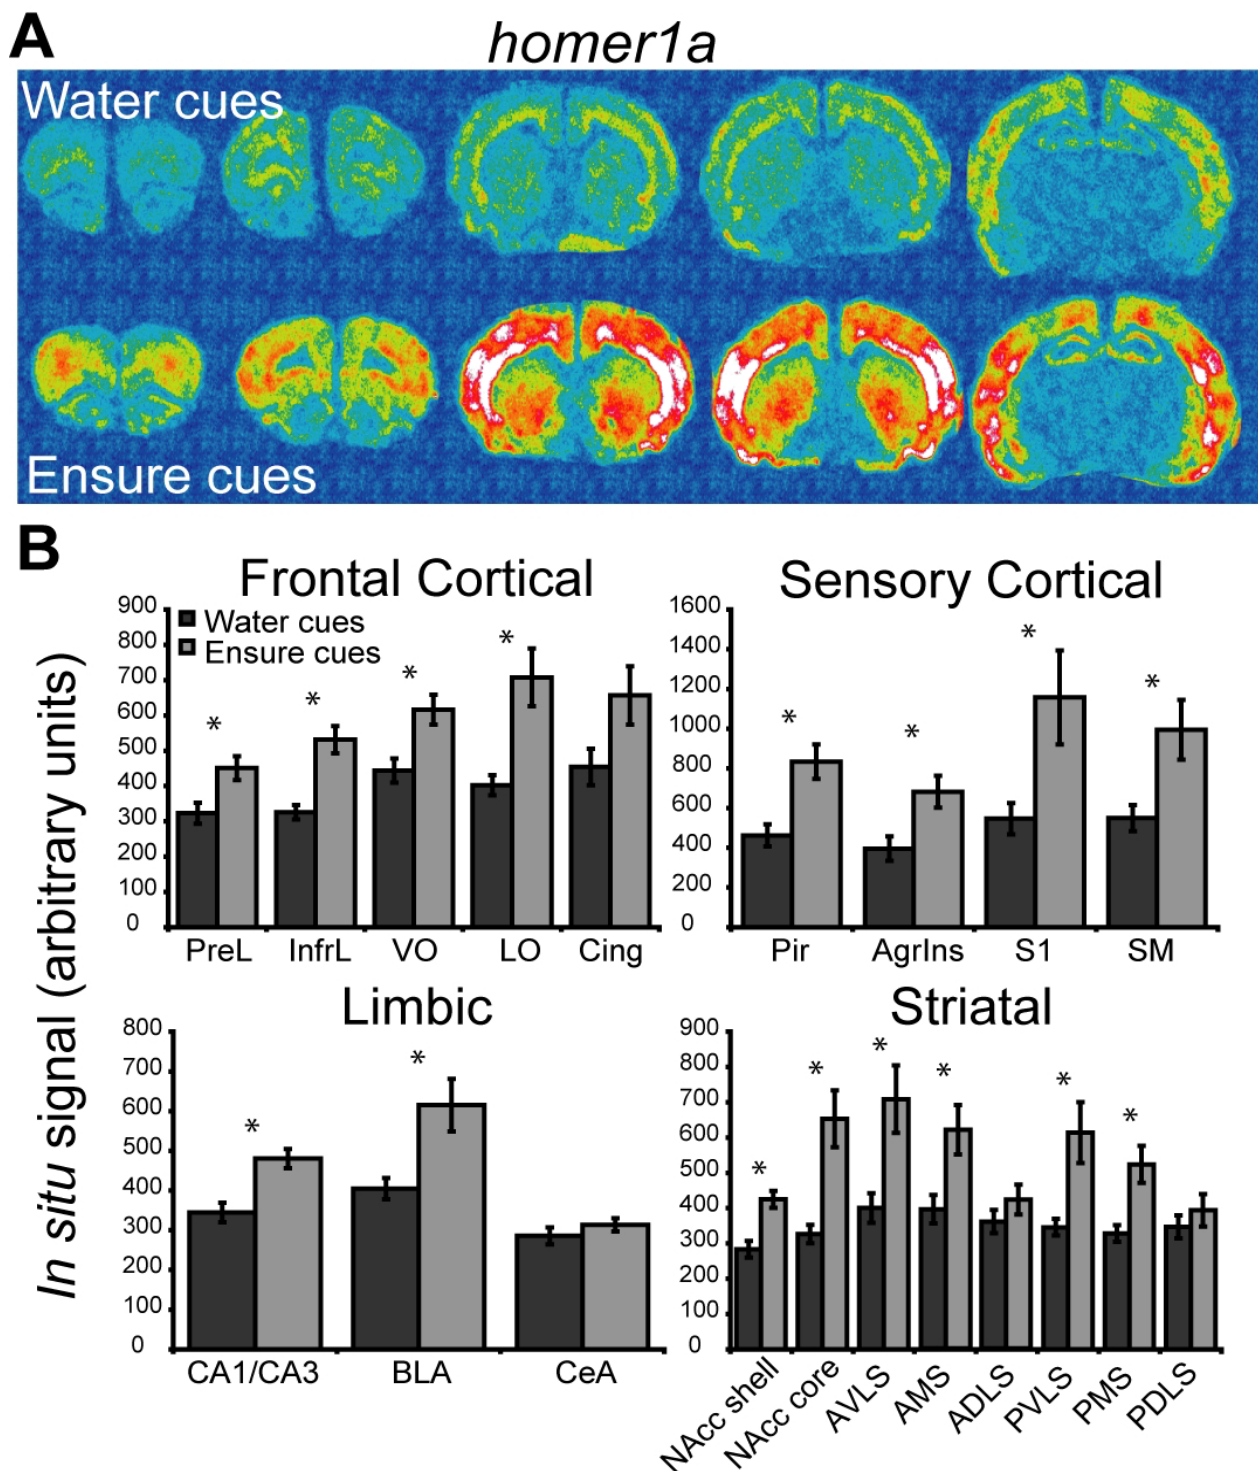 A
homer1a
Water cues
Ensure cues
B
In situ signal (arbitrary units)
Frontal Cortical
900
800
700
600
500
400
300
200
100
0
Water cues
Ensure cues
*
*
*
*
PreL InfrL VO LO Cing
Sensory Cortical
1600
1400
1200
1000
800
600
400
200
0
*
*
*
*
Pir AgrIns S1 SM
Limbic
800
700
600
500
400
300
200
100
0
*
*
CA1/CA3 BLA CeA
Striatal
900
800
700
600
500
400
300
200
100
0
*
*
*
*
*
*
NAcc shell
NAcc core
AVLS
AMS
ADLS
PVLS
PMS
PDLS